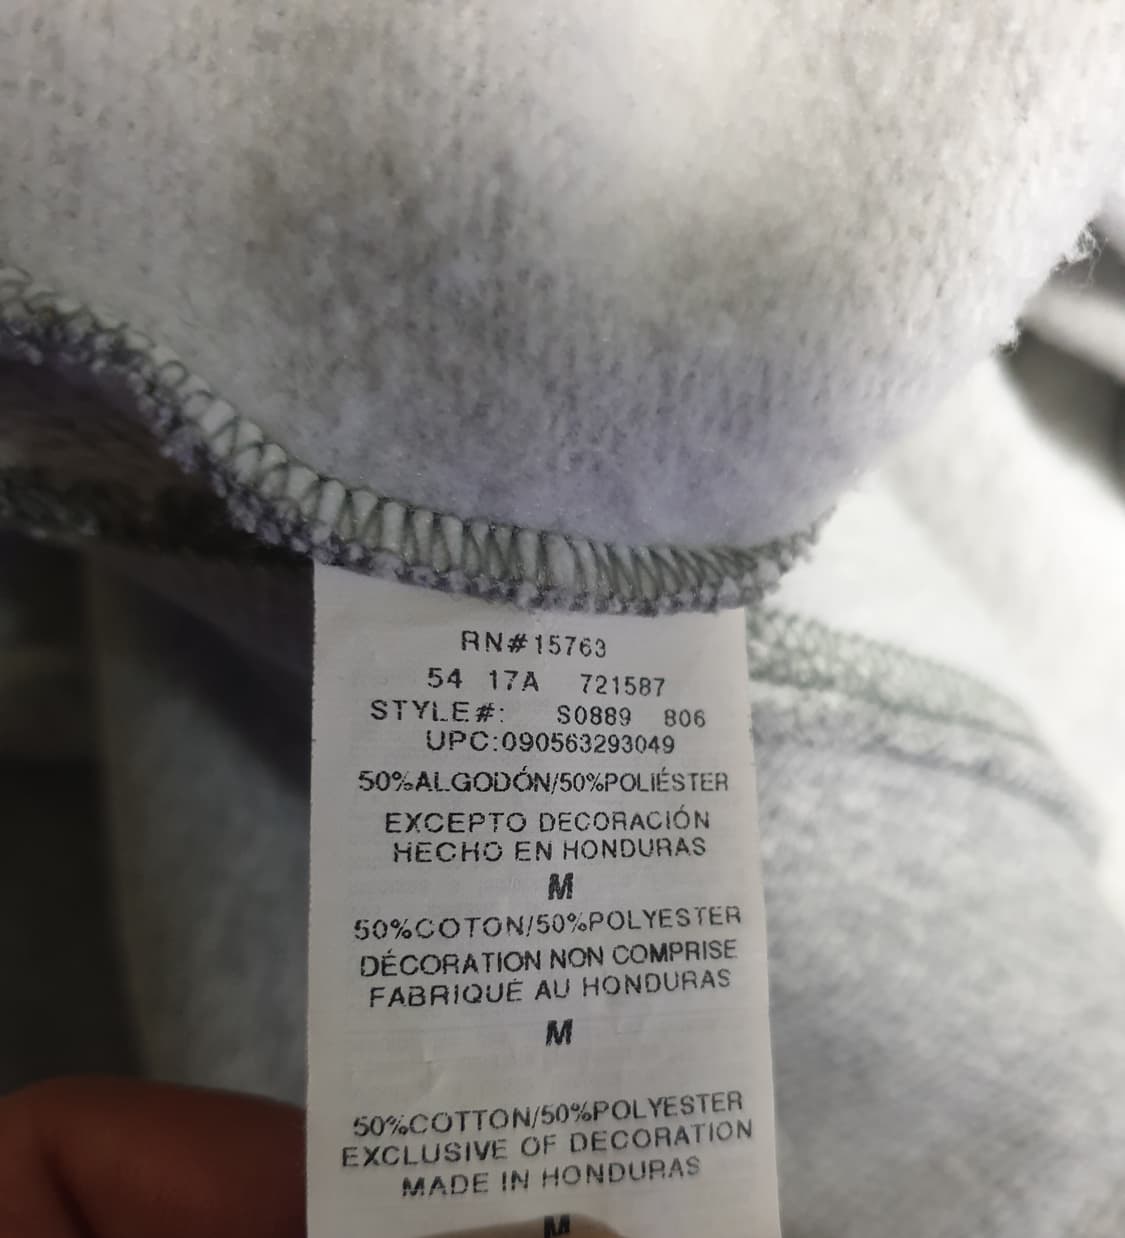 RN#15763
54 17A 721587
STYLE#: S0889 806
UPC:090563293049
50%ALGODÓN/50%POLIÉSTER
EXCEPTO DECORACIÓN
HECHO EN HONDURAS
M
50%COTON/50%POLYESTER
DÉCORATION NON COMPRISE
FABRIQUÉ AU HONDURAS
M
50%COTTON/50%POLYESTER
EXCLUSIVE OF DECORATION
MADE IN HONDURAS
M